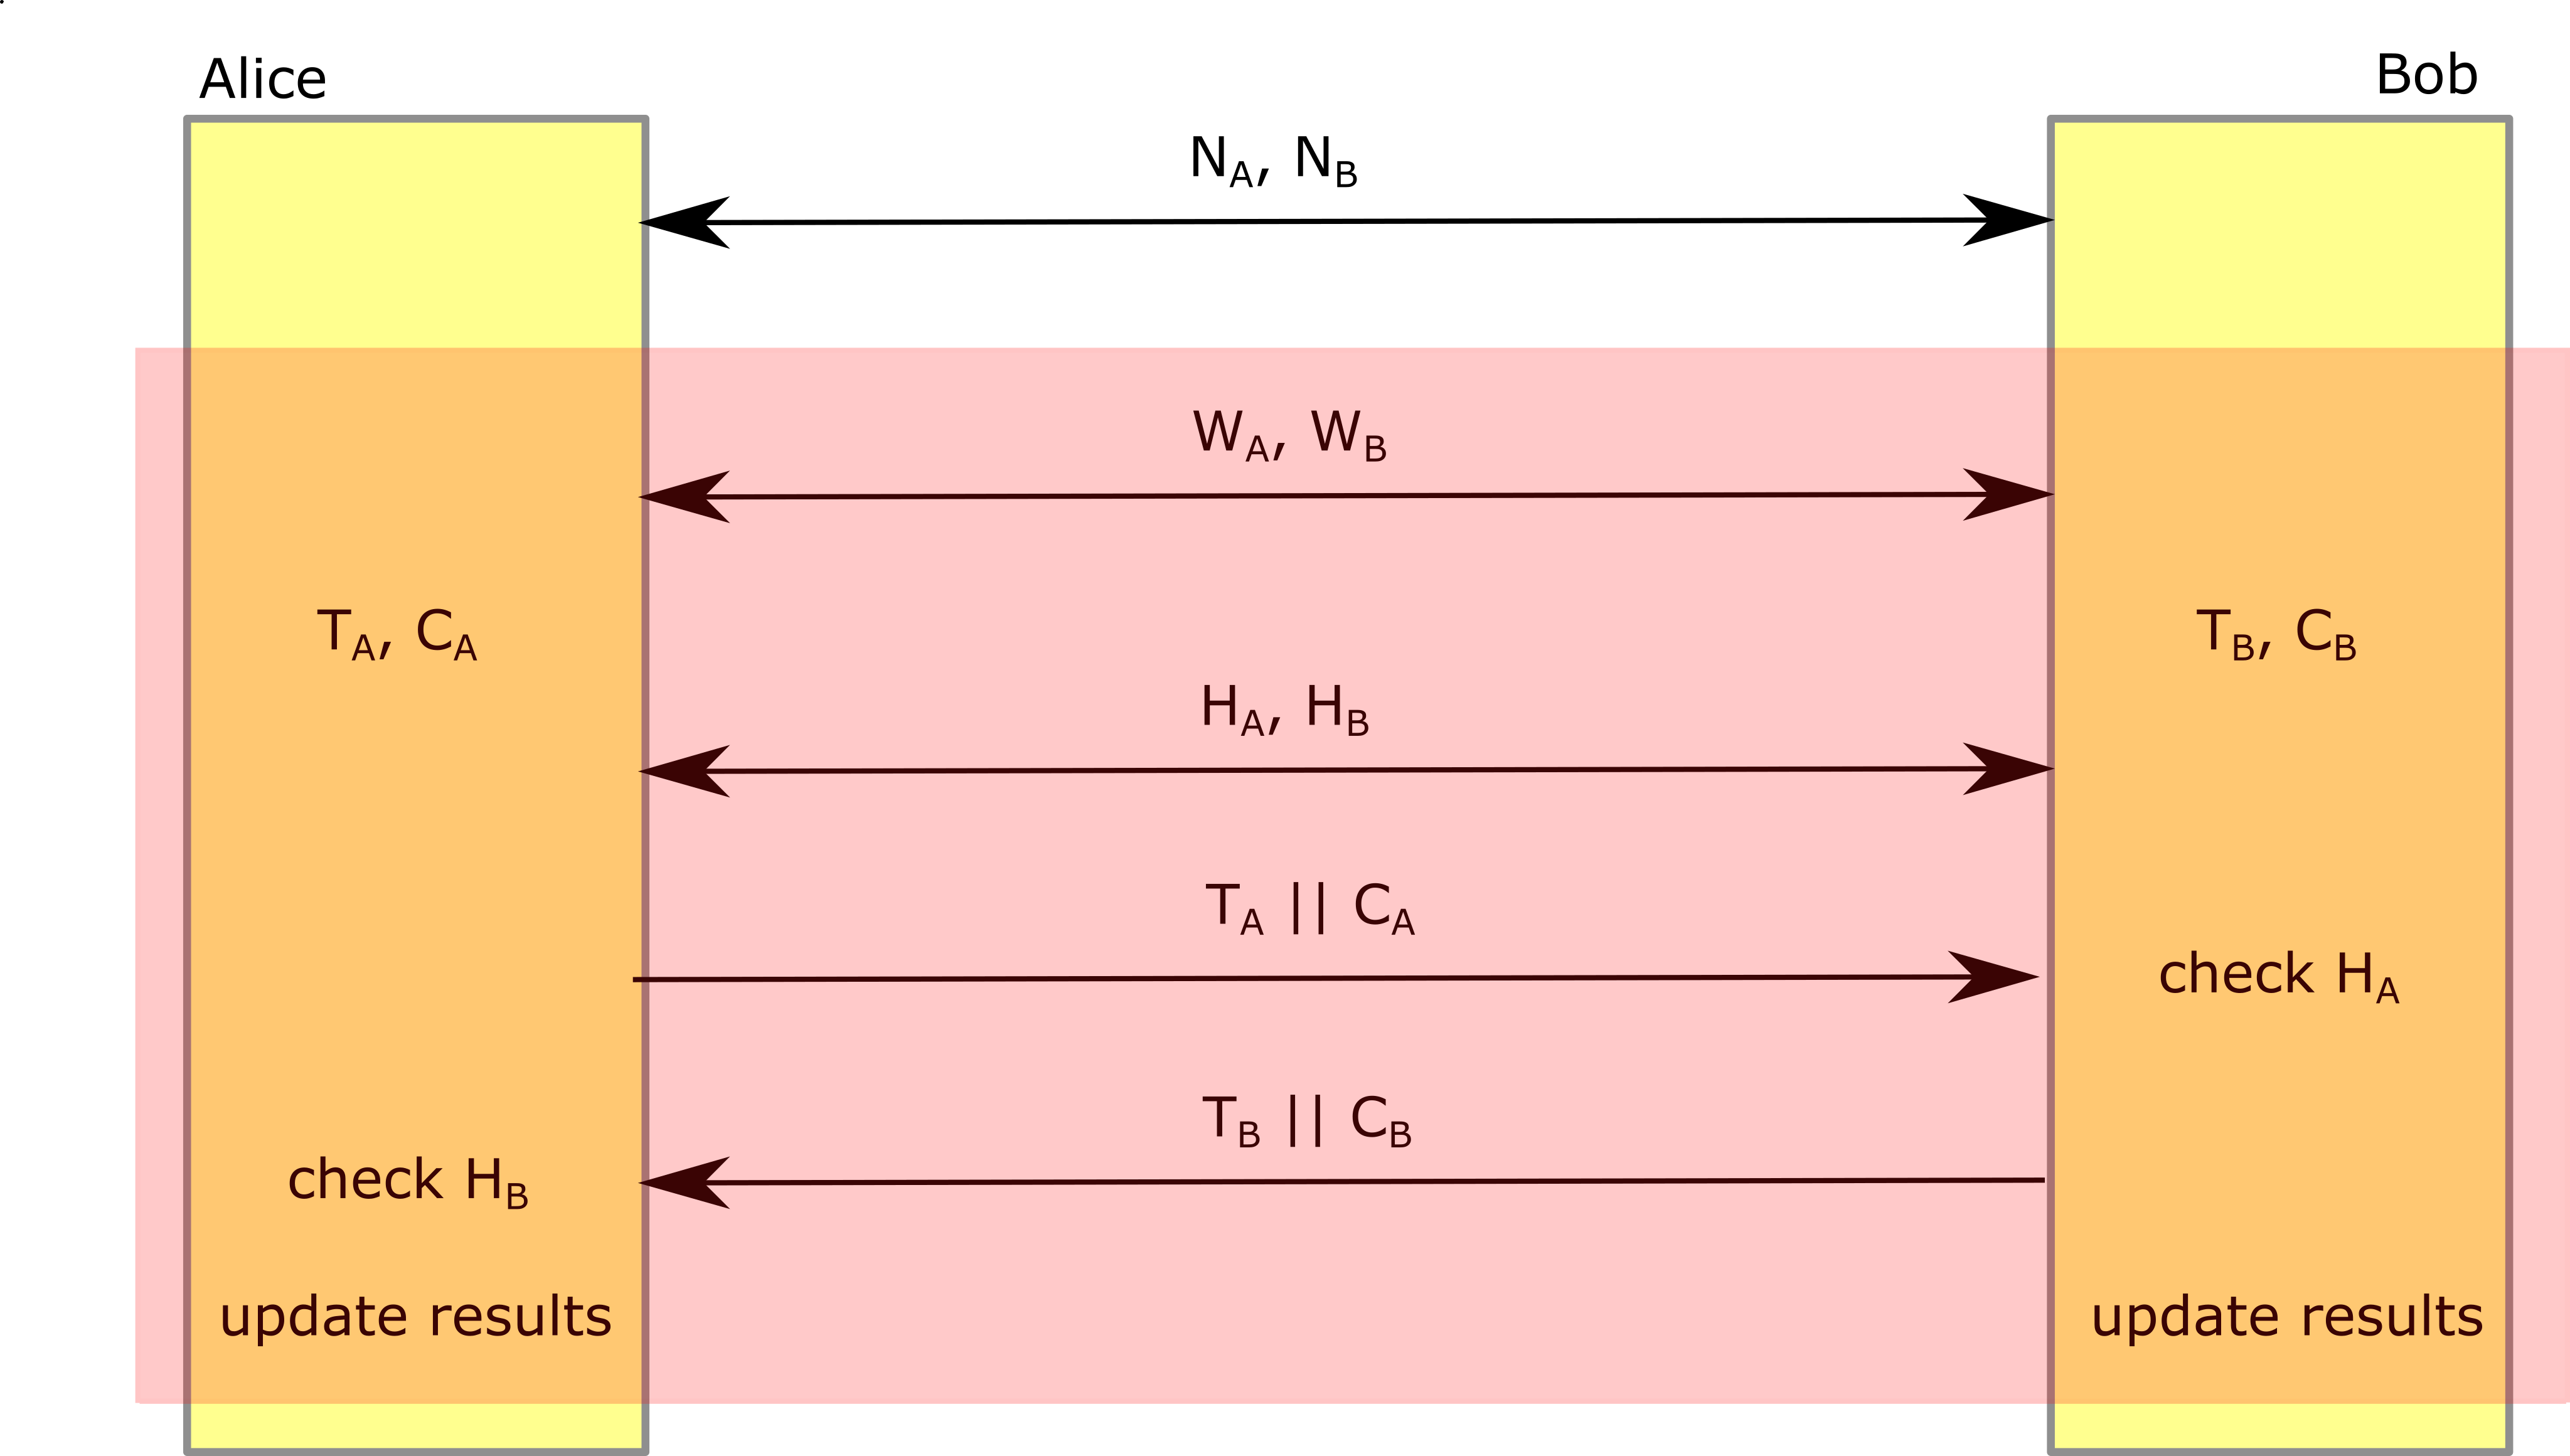 Alice
Bob
N_A, N_B
W_A, W_B
T_A, C_A
T_B, C_B
H_A, H_B
T_A || C_A
check H_A
T_B || C_B
check H_B
update results
update results